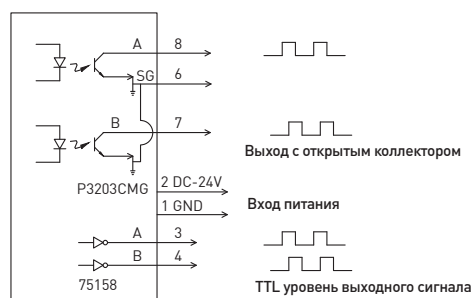 A 8
SG 6
B 7
Выход с открытым коллектором
P3203CMG
2 DC-24V
1 GND
Вход питания
A 3
B 4
75158
TTL уровень выходного сигнала